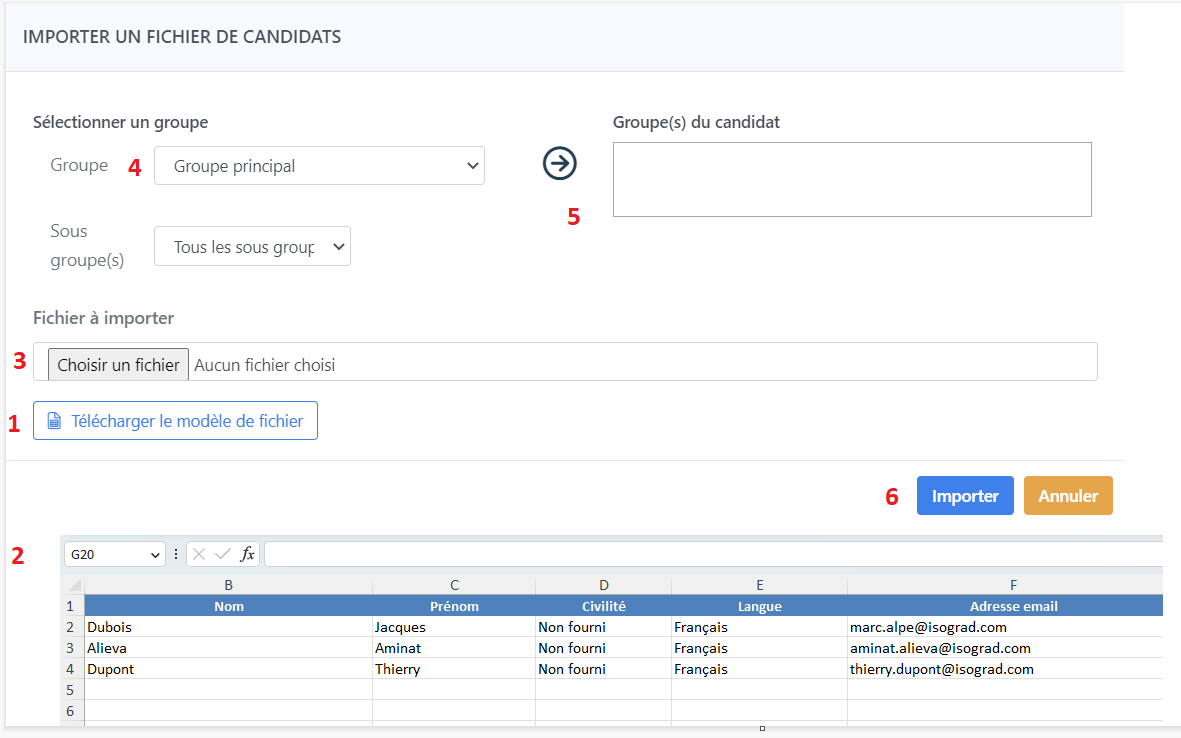 IMPORTER UN FICHIER DE CANDIDATS
Sélectionner un groupe
Groupe(s) du candidat
Groupe 4 Groupe principal
5
Sous
groupe(s)
Tous les sous group
Fichier à importer
3 Choisir un fichier Aucun fichier choisi
1 Télécharger le modèle de fichier
6 Importer Annuler
2 G20 fx
B C D E F
1 Nom Prénom Civilité Langue Adresse email
2 Dubois Jacques Non fourni Français marc.alpe@isograd.com
3 Alieva Aminat Non fourni Français aminat.alieva@isograd.com
4 Dupont Thierry Non fourni Français thierry.dupont@isograd.com
5
6